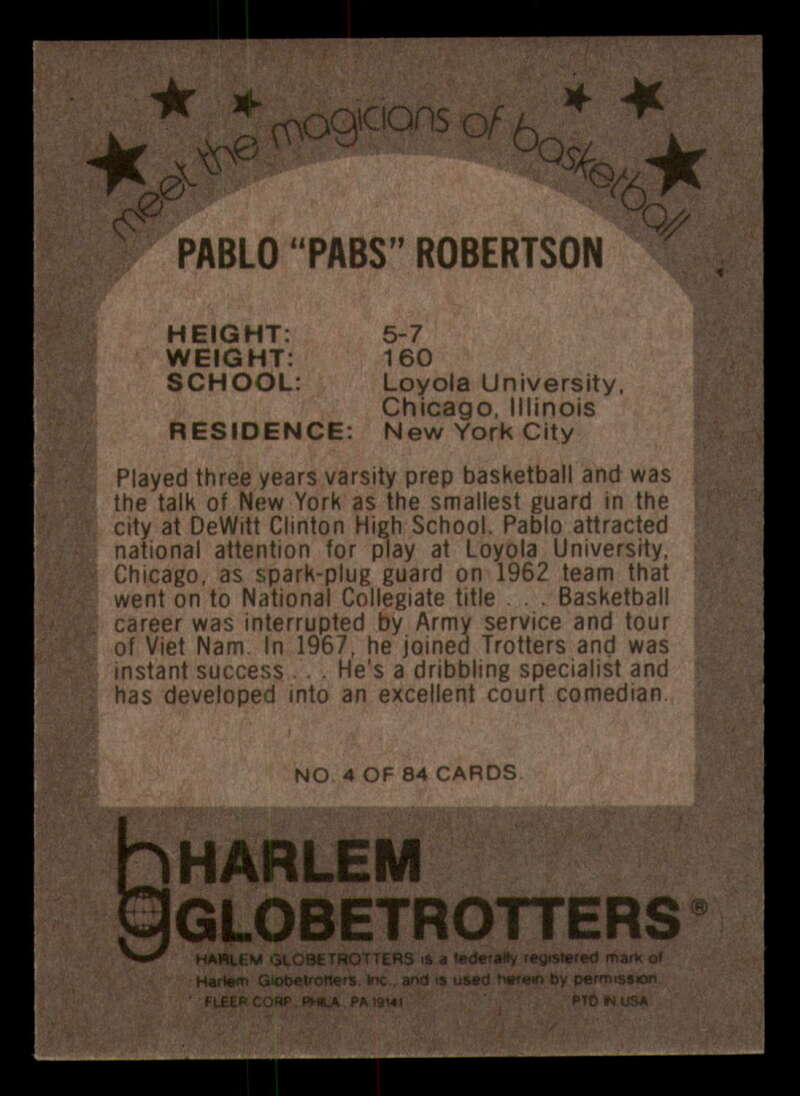 meet the magicians of basketball
PABLO “PABS” ROBERTSON
HEIGHT: 5-7
WEIGHT: 160
SCHOOL: Loyola University,
Chicago, Illinois
RESIDENCE: New York City
Played three years varsity prep basketball and was
the talk of New York as the smallest guard in the
city at DeWitt Clinton High School. Pablo attracted
national attention for play at Loyola University,
Chicago, as spark-plug guard on 1962 team that
went on to National Collegiate title . . . Basketball
career was interrupted by Army service and tour
of Viet Nam. In 1967, he joined Trotters and was
instant success . . . He's a dribbling specialist and
has developed into an excellent court comedian.
NO. 4 OF 84 CARDS.
hg HARLEM
GLOBETROTTERS®
HARLEM GLOBETROTTERS is a federally registered mark of
Harlem Globetrotters, Inc., and is used herein by permission.
FLEER CORP., PHILA., PA 19141 PTD IN USA